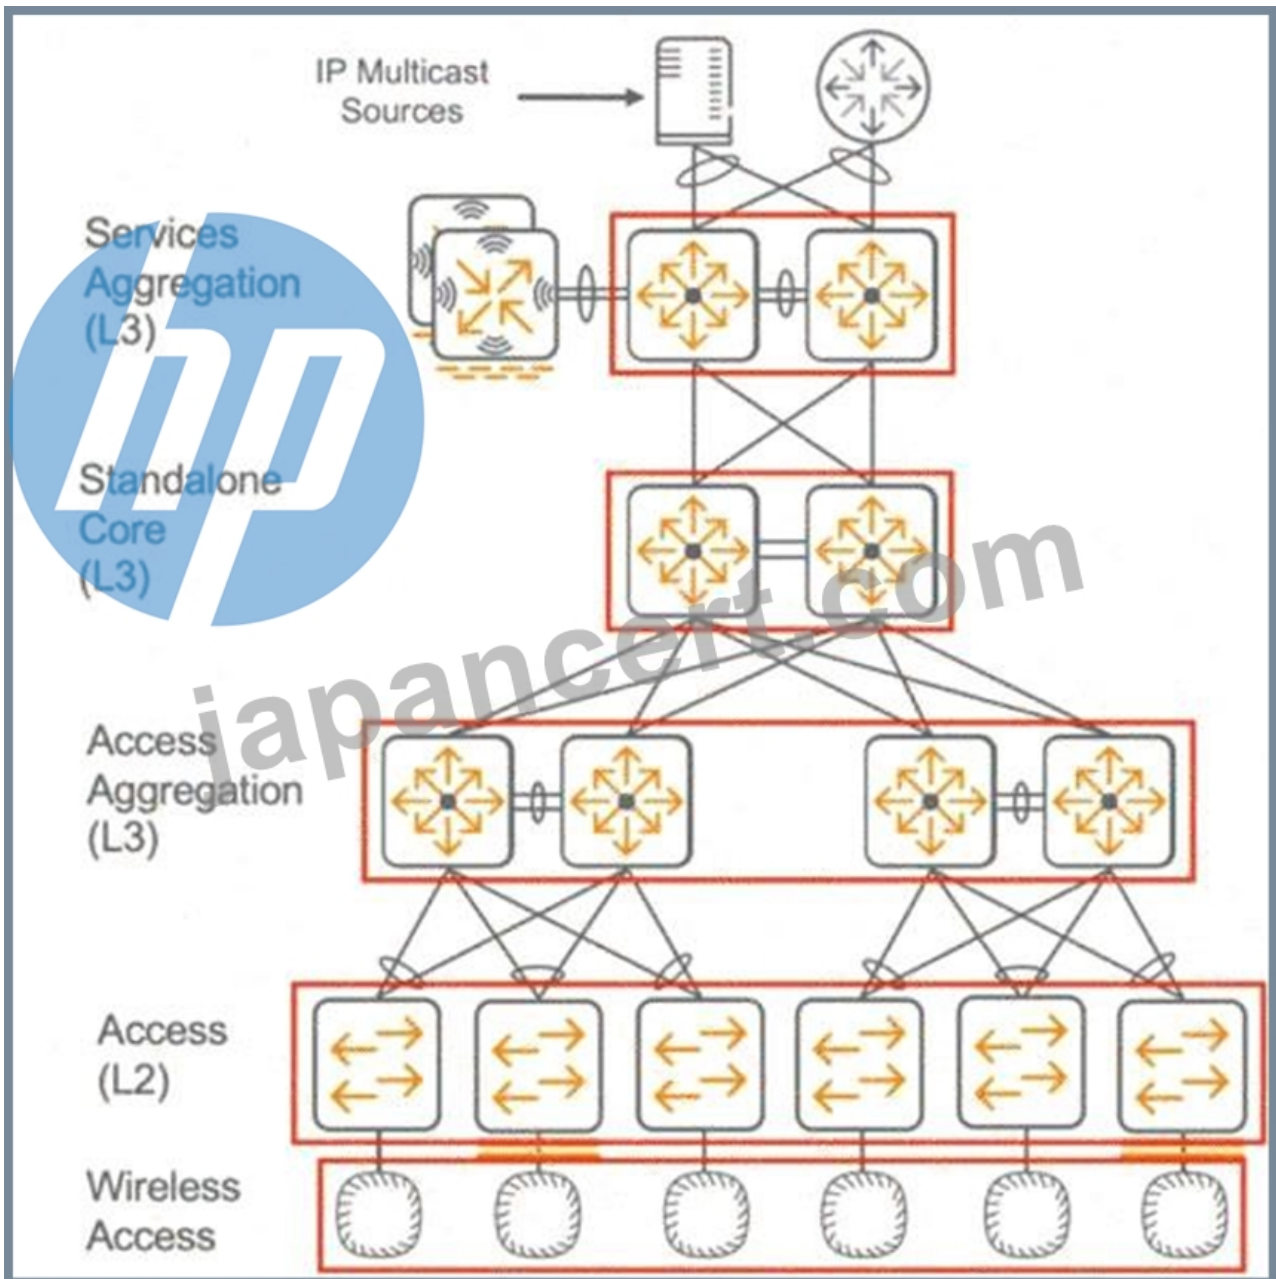 IP Multicast
Sources
Services
Aggregation
(L3)
hp
Standalone
Core
(L3)
japancert.com
Access
Aggregation
(L3)
Access
(L2)
Wireless
Access